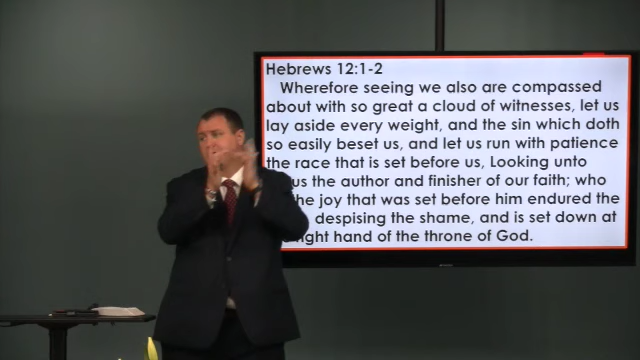 Hebrews 12:1-2
Wherefore seeing we also are compassed
about with so great a cloud of witnesses, let us
lay aside every weight, and the sin which doth
so easily beset us, and let us run with patience
the race that is set before us, Looking unto
us the author and finisher of our faith; who
the joy that was set before him endured the
despising the shame, and is set down at
right hand of the throne of God.